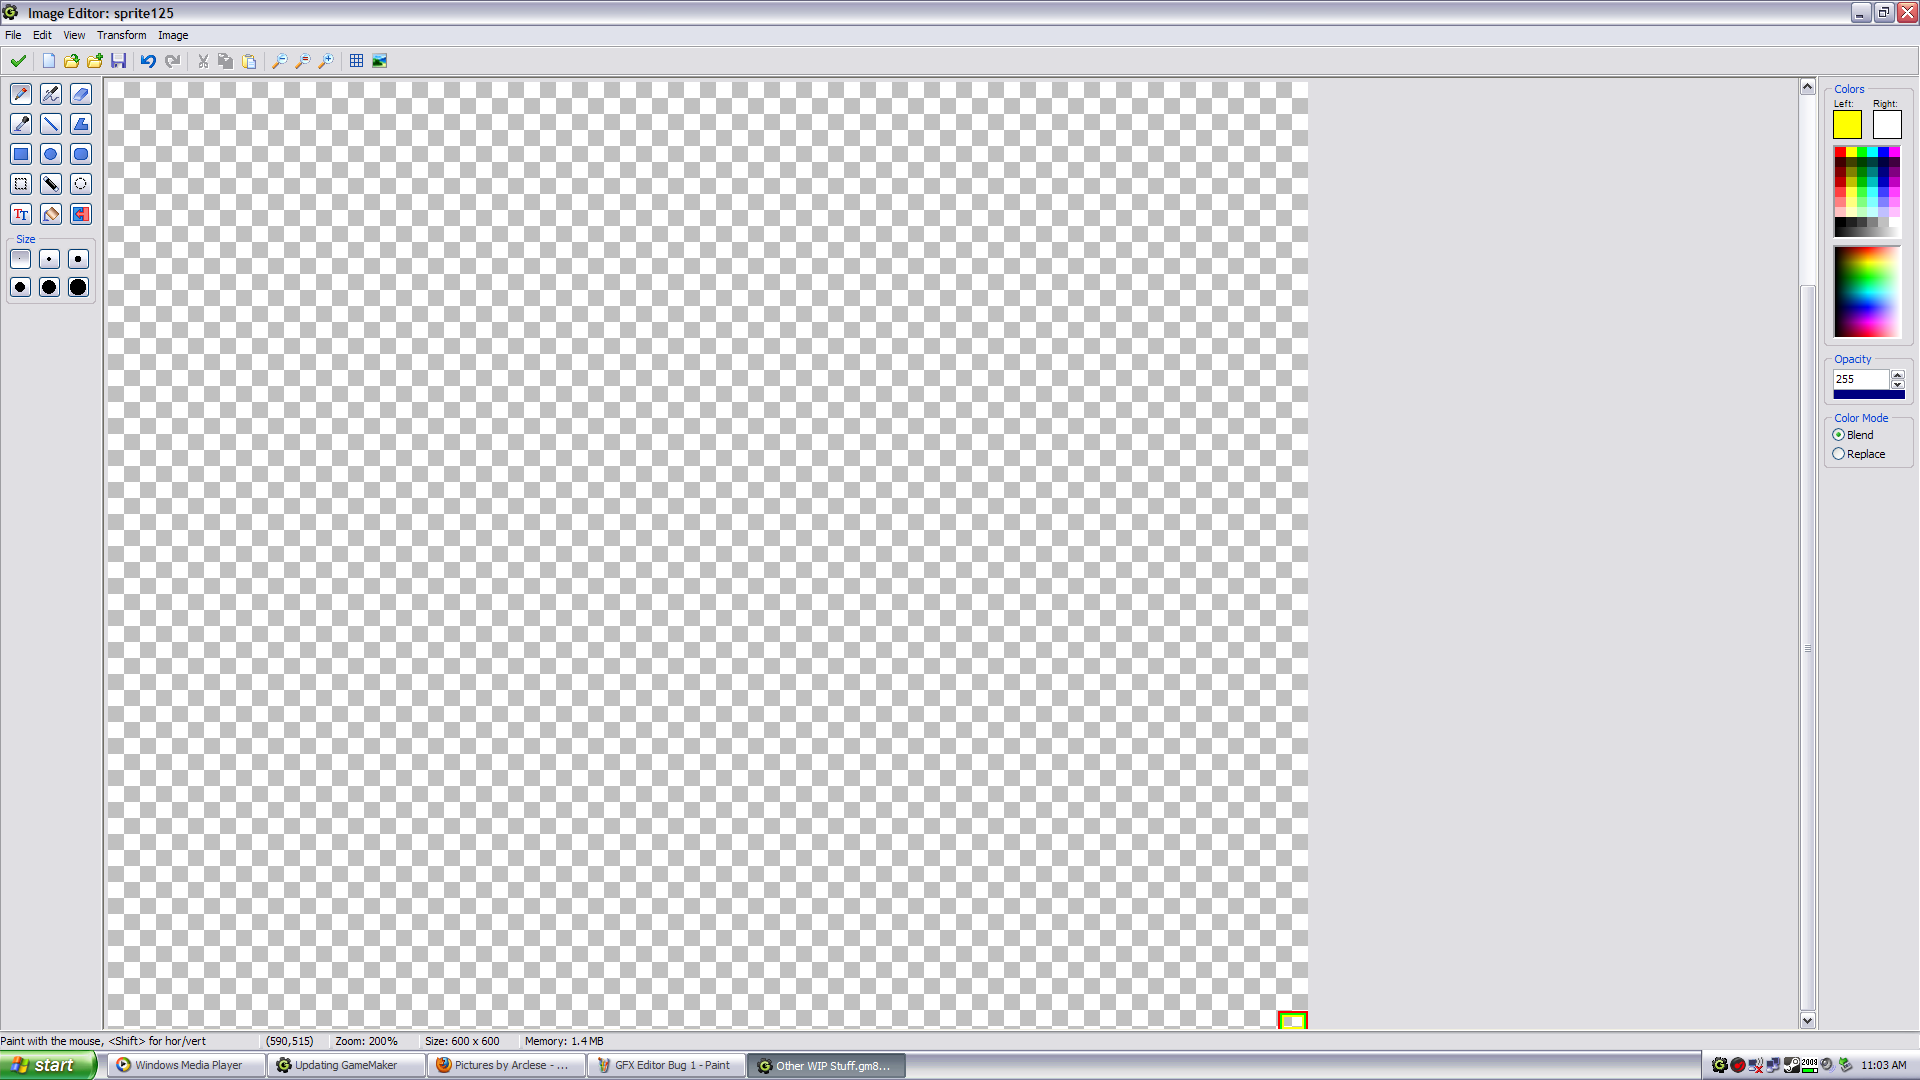 Image Editor: sprite125
File Edit View Transform Image
Colors
Left: Right:
TT
Size
Opacity
255
Color Mode
Blend
Replace
Paint with the mouse, <Shift> for hor/vert (590,515) Zoom: 200% Size: 600 x 600 Memory: 1.4 MB
start Windows Media Player Updating GameMaker Pictures by Arclese - ... GFX Editor Bug 1 - Paint Other WIP Stuff.gm8... 11:03 AM